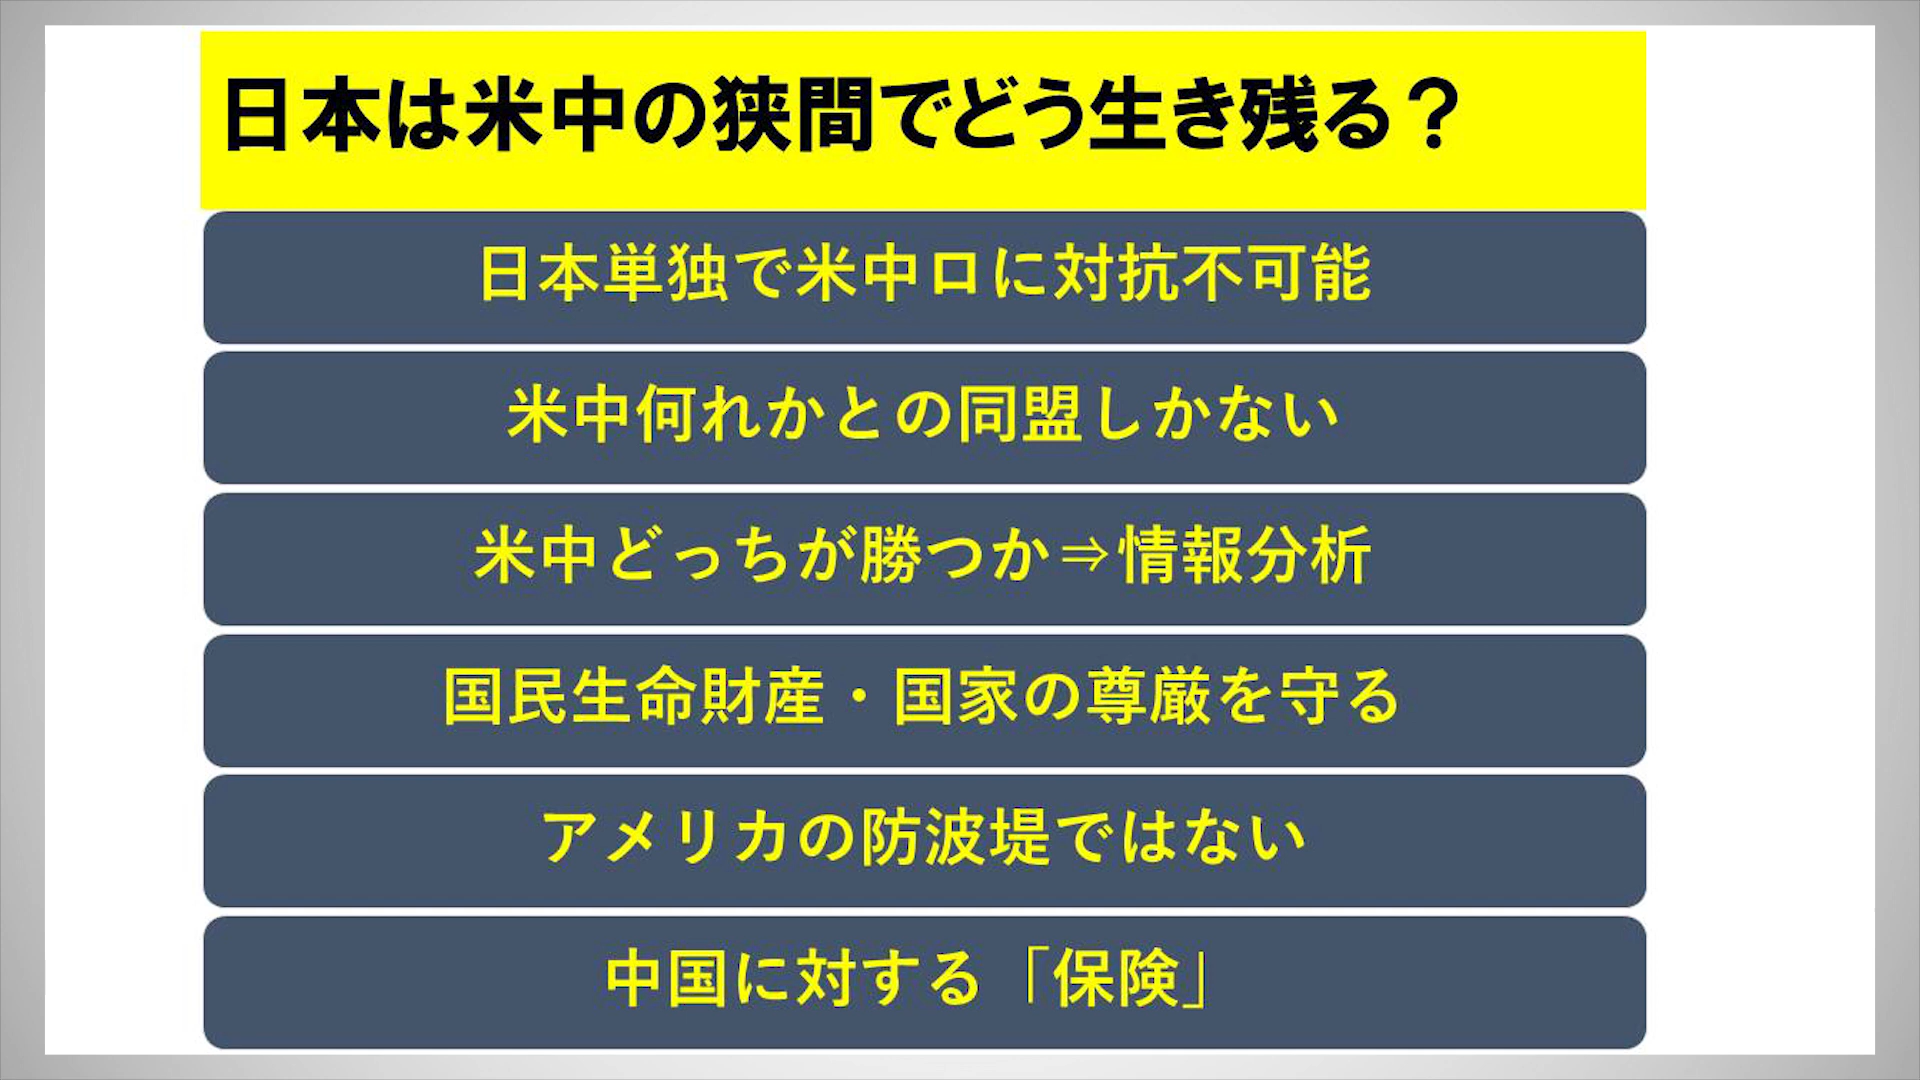 日本は米中の狭間でどう生き残る？
日本単独で米中ロに対抗不可能
米中何れかとの同盟しかない
米中どっちが勝つか⇒情報分析
国民生命財産・国家の尊厳を守る
アメリカの防波堤ではない
中国に対する「保険」